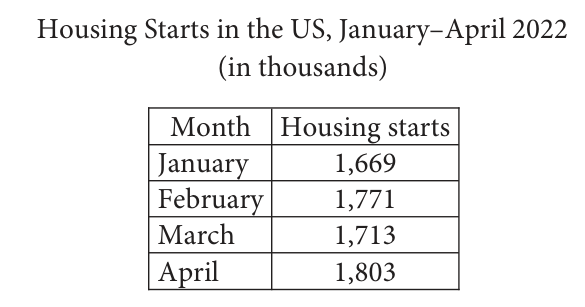 Housing Starts in the US, January–April 2022
(in thousands)
Month Housing starts
January 1,669
February 1,771
March 1,713
April 1,803